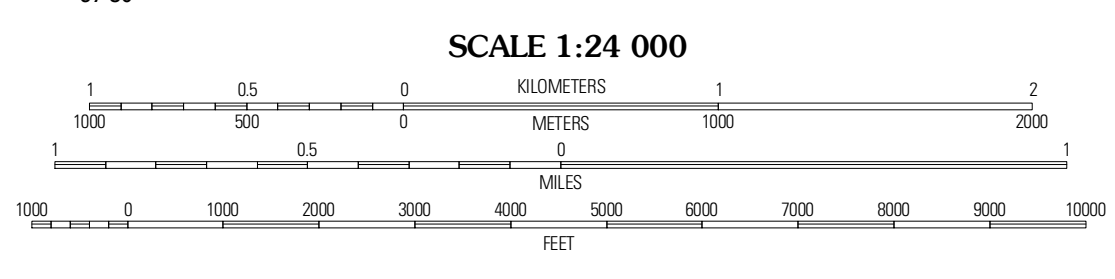 SCALE 1:24 000
1 0.5 0 KILOMETERS 1 2
1000 500 0 METERS 1000 2000
1 0.5 0 1
MILES
1000 0 1000 2000 3000 4000 5000 6000 7000 8000 9000 10000
FEET